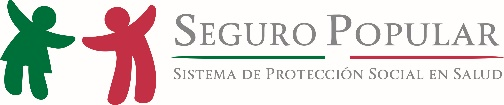 SEGURO POPULAR
SISTEMA DE PROTECCIÓN SOCIAL EN SALUD